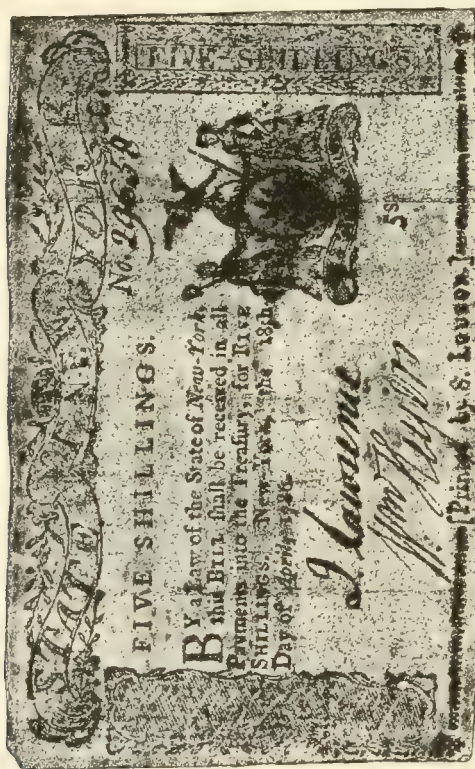 STATE OF NEW YORK
FIVE SHILLINGS
No.
FIVE SHILLINGS.
BY a Law of the State of New-York,
this BILL ſhall be received in all
Payments into the Treaſury, for FIVE
SHILLINGS. New-York, the 18th
Day of April, 1786.
5s
[Printed by S. Loudon.]